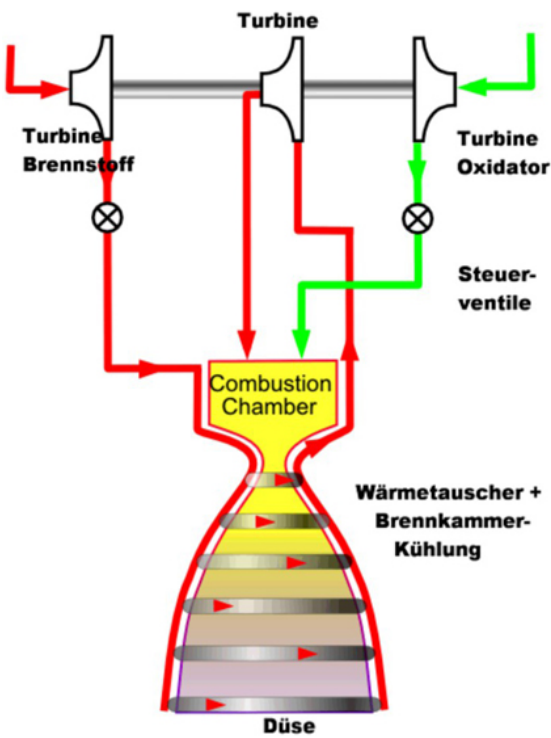 Turbine
Turbine
Brennstoff
Turbine
Oxidator
Steuer-
ventile
Combustion
Chamber
Wärmetauscher +
Brennkammer-
Kühlung
Düse